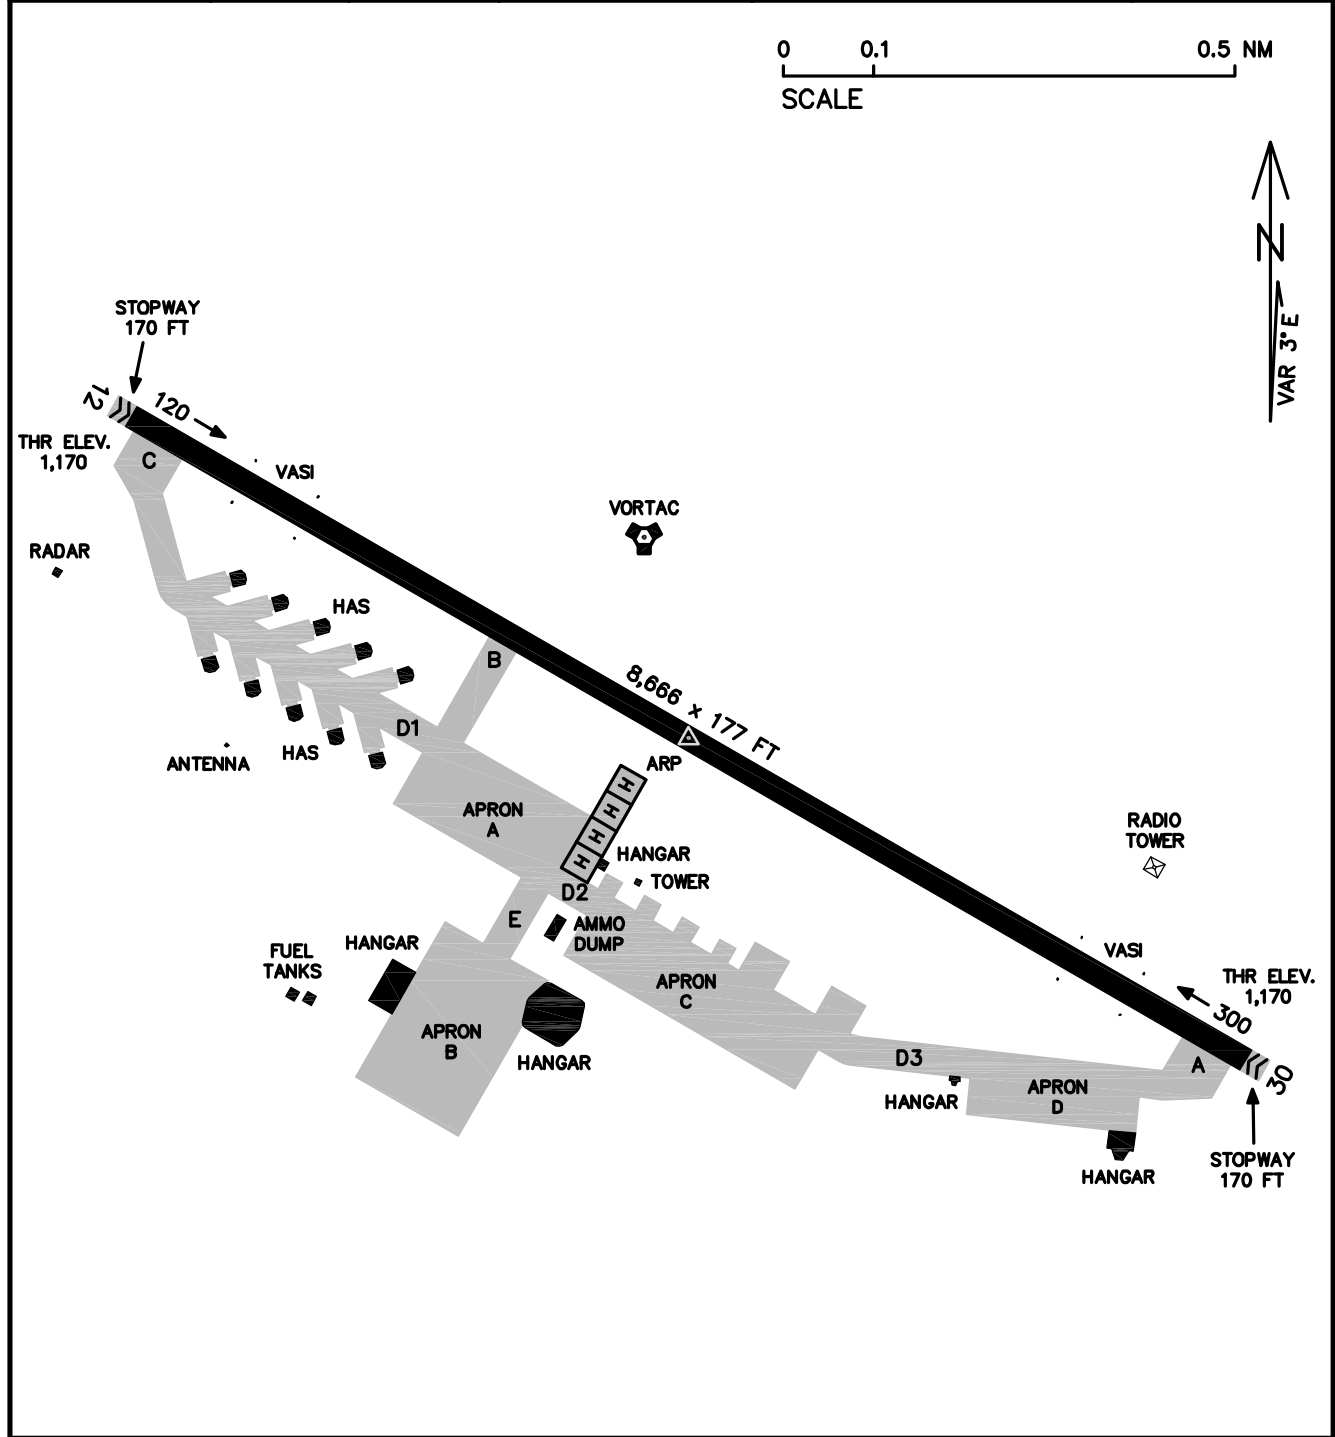 0 0.1 0.5 NM
SCALE
N
VAR 3° E
STOPWAY
170 FT
12
120
THR ELEV.
1,170
C
VASI
VORTAC
RADAR
HAS
B
8,666 x 177 FT
D1
HAS
ANTENNA
ARP
H
H
H
H
APRON
A
RADIO
TOWER
HANGAR
TOWER
D2
E
AMMO
DUMP
HANGAR
FUEL
TANKS
VASI
THR ELEV.
1,170
APRON
C
300
APRON
B
HANGAR
D3
A
30
HANGAR
APRON
D
HANGAR
STOPWAY
170 FT